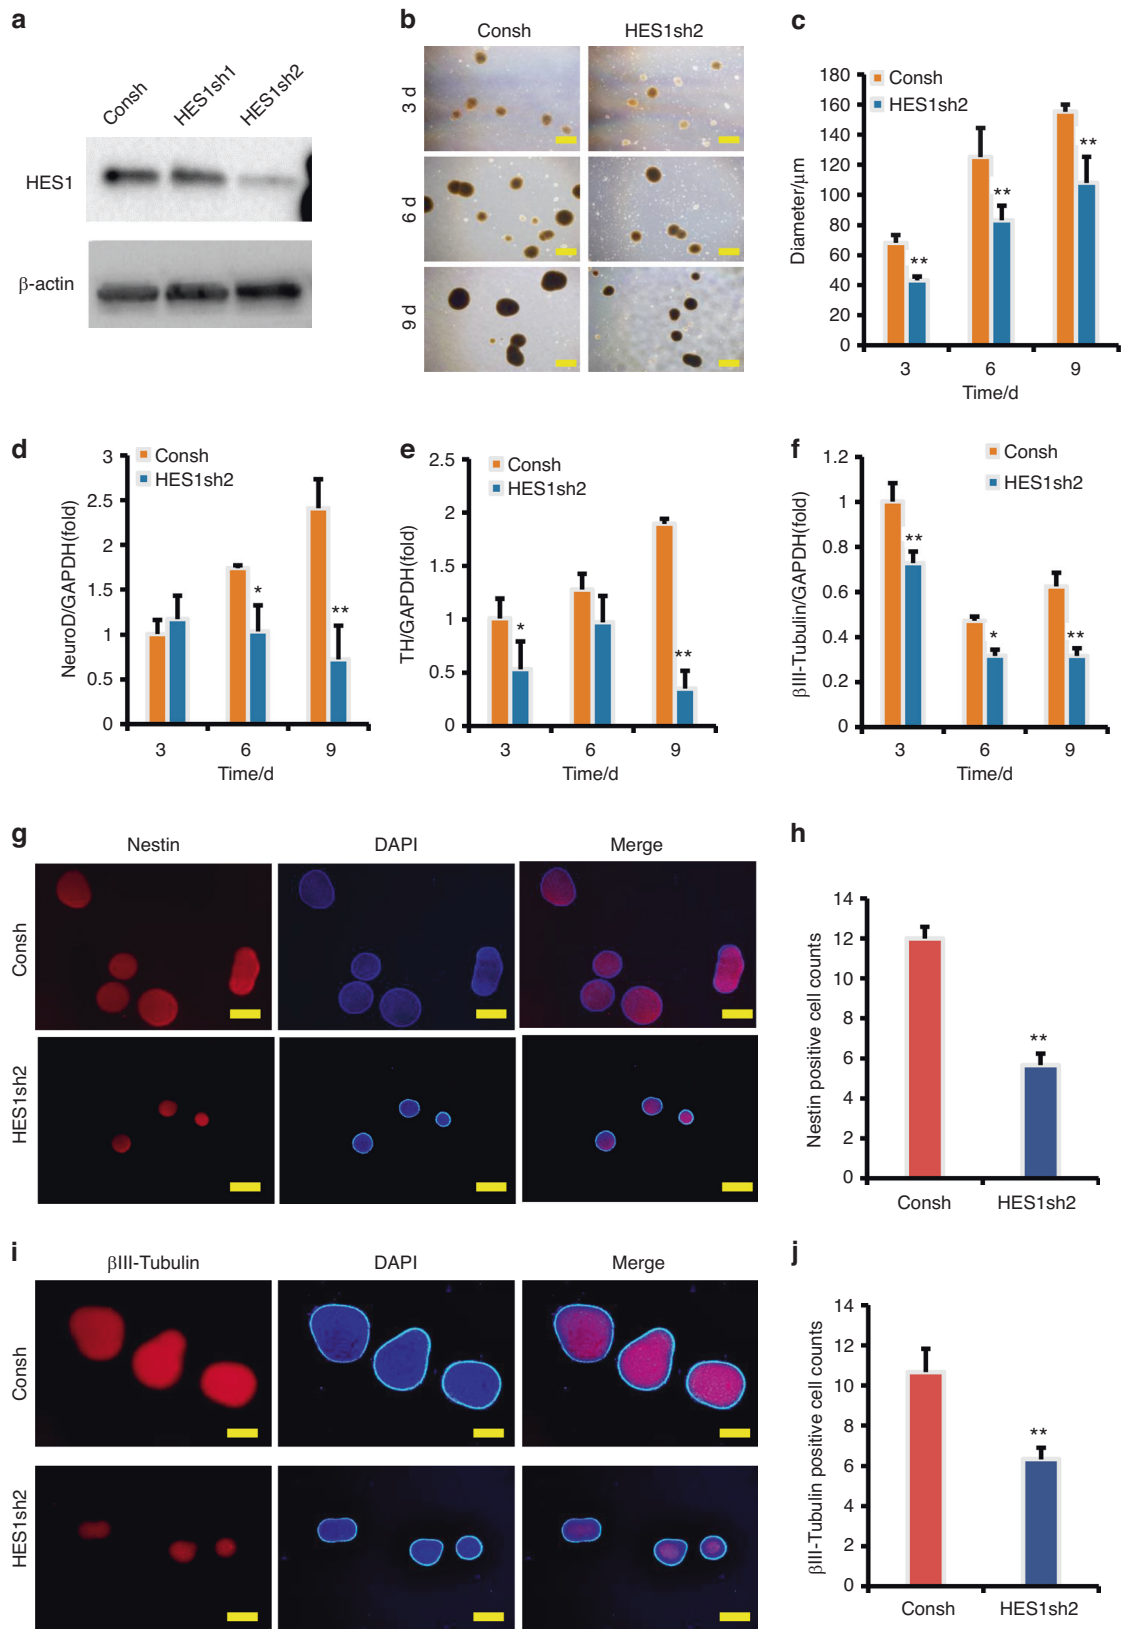 a
Consh
HES1sh1
HES1sh2
HES1
β-actin
b
Consh
HES1sh2
3 d
6 d
9 d
c
Consh
HES1sh2
Diameter/μm
180
160
140
120
100
80
60
40
20
0
**
**
**
3
6
9
Time/d
d
Consh
HES1sh2
NeuroD/GAPDH(fold)
3
2.5
2
1.5
1
0.5
0
*
**
3
6
9
Time/d
e
Consh
HES1sh2
TH/GAPDH(fold)
2.5
2
1.5
1
0.5
0
*
**
3
6
9
Time/d
f
Consh
HES1sh2
βIII-Tubulin/GAPDH(fold)
1.2
1
0.8
0.6
0.4
0.2
0
**
*
**
3
6
9
Time/d
g
Nestin
DAPI
Merge
Consh
HES1sh2
h
Nestin positive cell counts
14
12
10
8
6
4
2
0
**
Consh
HES1sh2
i
βIII-Tubulin
DAPI
Merge
Consh
HES1sh2
j
βIII-Tubulin positive cell counts
14
12
10
8
6
4
2
0
**
Consh
HES1sh2